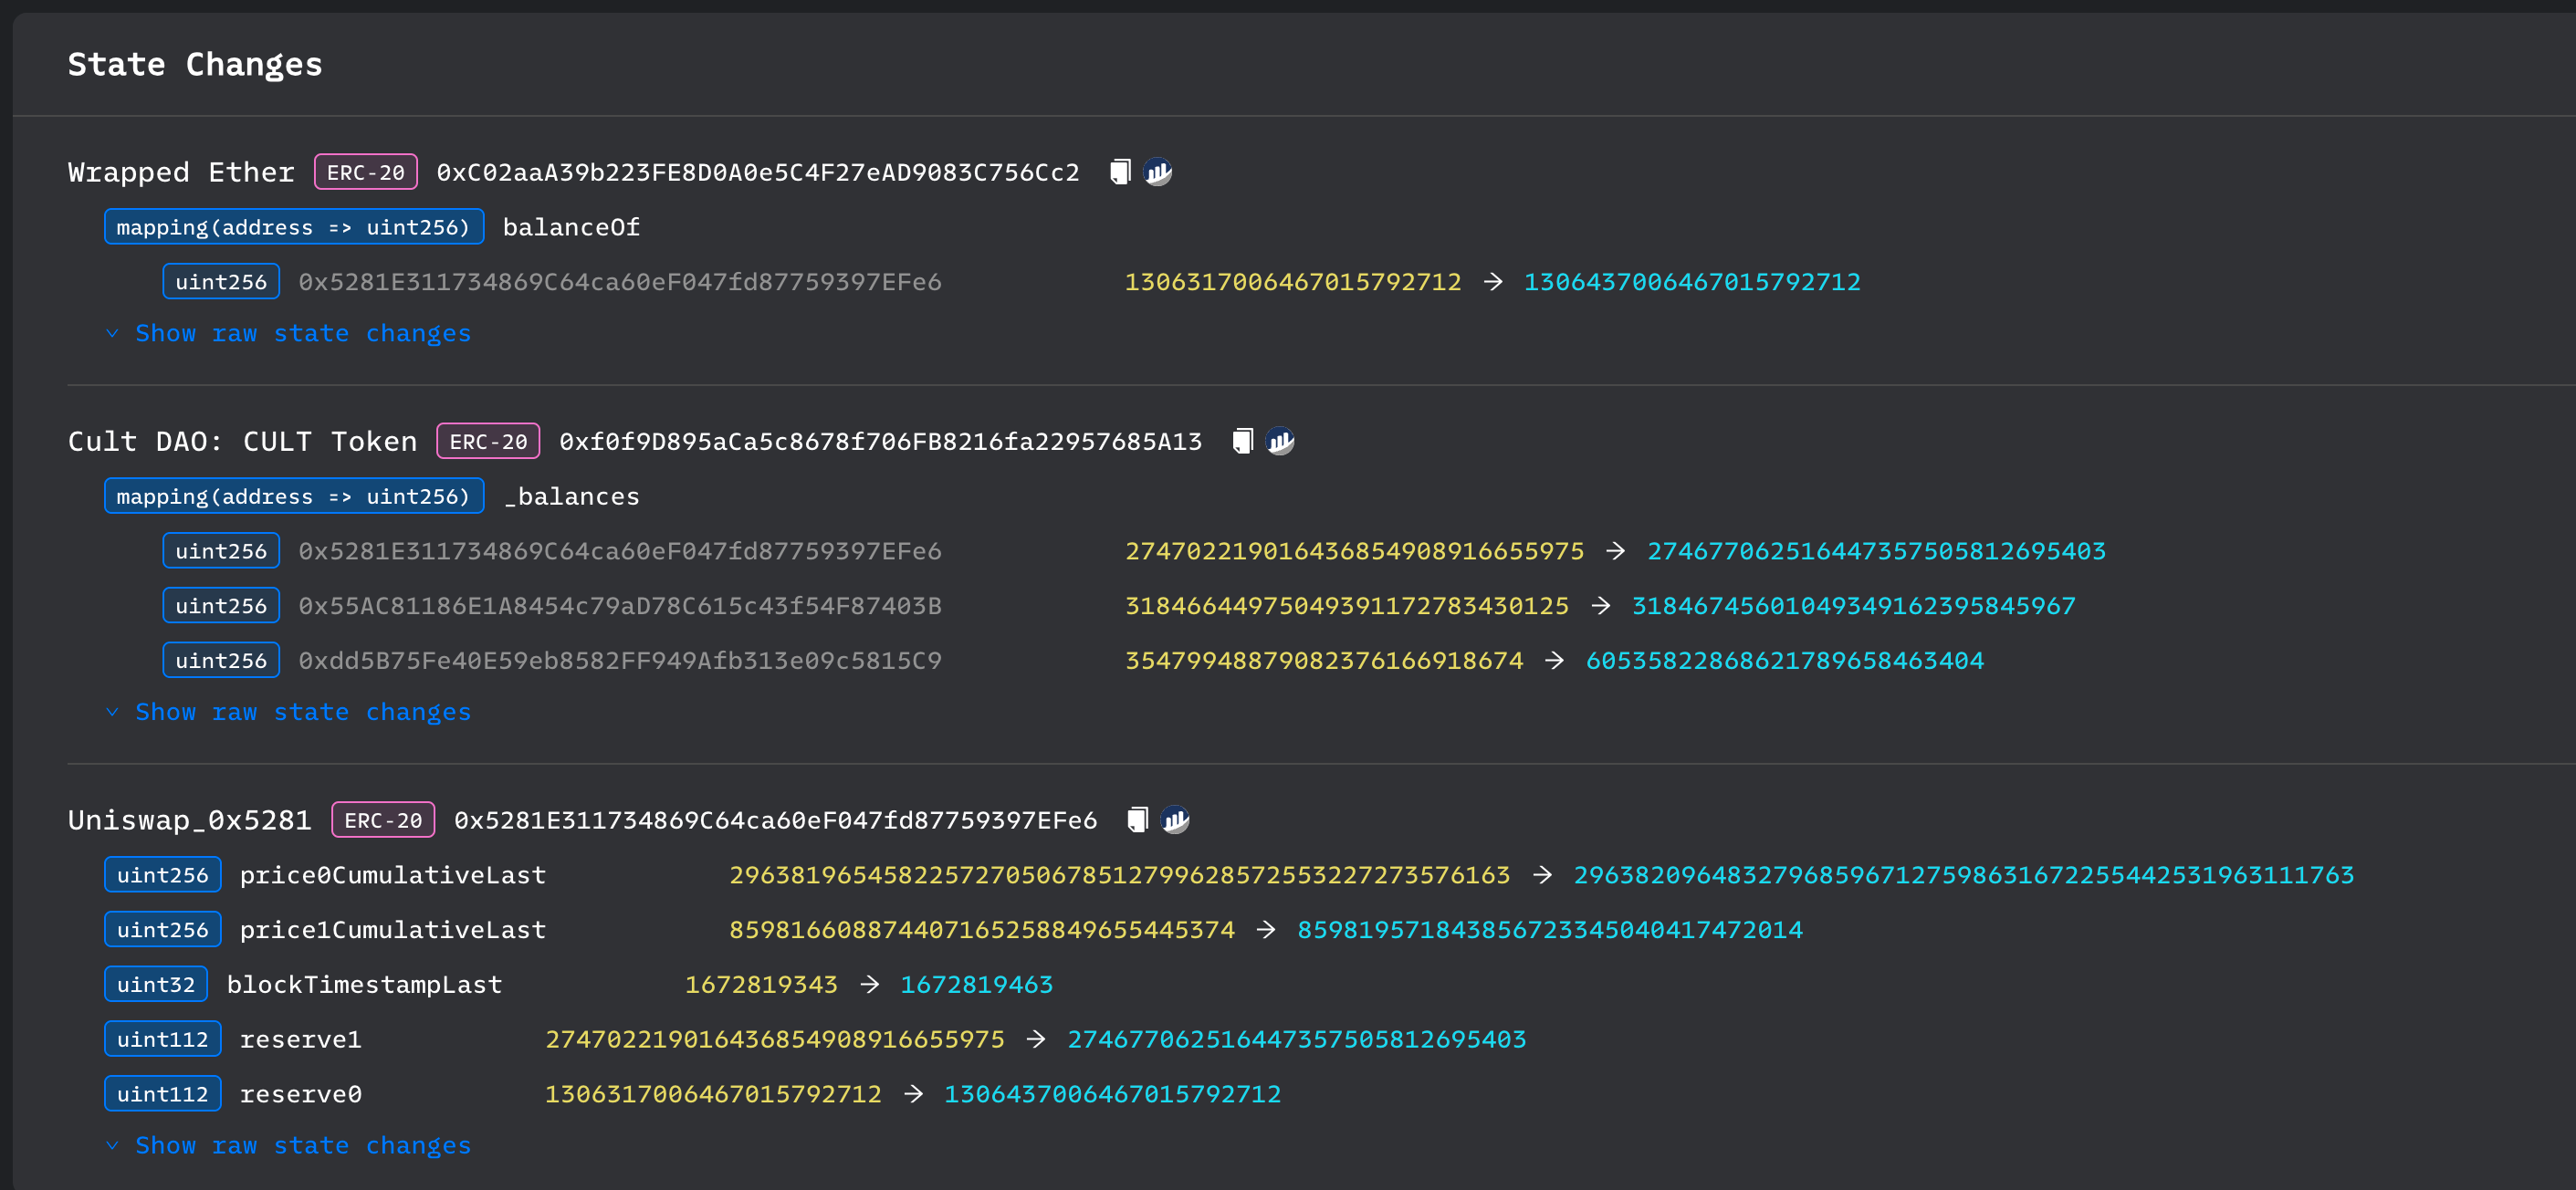 State Changes
Wrapped Ether ERC-20 0xC02aaA39b223FE8D0A0e5C4F27eAD9083C756Cc2
mapping(address => uint256) balanceOf
uint256 0x5281E311734869C64ca60eF047fd87759397EFe6 1306317006467015792712 → 1306437006467015792712
Show raw state changes
Cult DAO: CULT Token ERC-20 0xf0f9D895aCa5c8678f706FB8216fa22957685A13
mapping(address => uint256) _balances
uint256 0x5281E311734869C64ca60eF047fd87759397EFe6 274702219016436854908916655975 → 274677062516447357505812695403
uint256 0x55AC81186E1A8454c79aD78C615c43f54F87403B 31846644975049391172783430125 → 31846745601049349162395845967
uint256 0xdd5B75Fe40E59eb8582FF949Afb313e09c5815C9 35479948879082376166918674 → 60535822868621789658463404
Show raw state changes
Uniswap_0x5281 ERC-20 0x5281E311734869C64ca60eF047fd87759397EFe6
uint256 price0CumulativeLast 296381965458225727050678512799628572553227273576163 → 296382096483279685967127598631672255442531963111763
uint256 price1CumulativeLast 859816608874407165258849655445374 → 859819571843856723345040417472014
uint32 blockTimestampLast 1672819343 → 1672819463
uint112 reserve1 274702219016436854908916655975 → 274677062516447357505812695403
uint112 reserve0 1306317006467015792712 → 1306437006467015792712
Show raw state changes